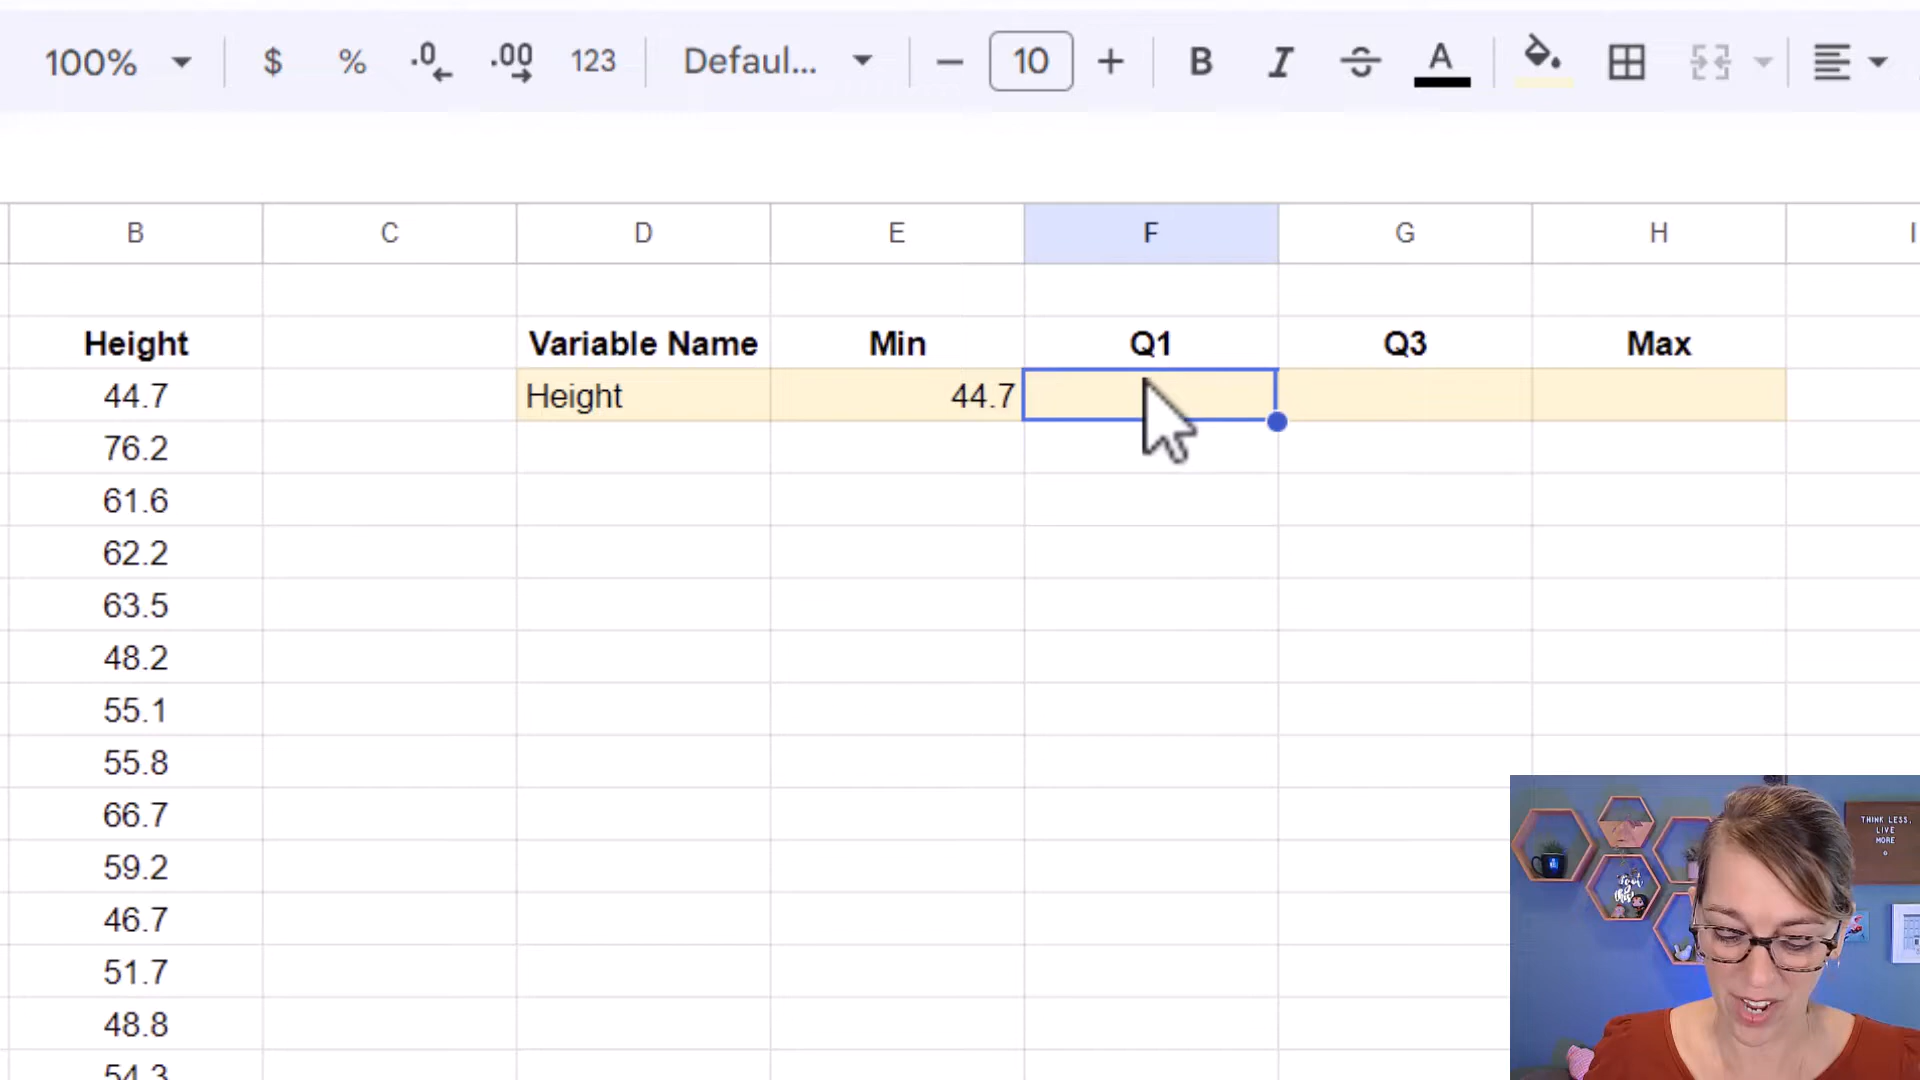 100% $ % .0 .00 123 Defaul... − 10 + B I S A
B C D E F G H I
Height Variable Name Min Q1 Q3 Max
44.7 Height 44.7
76.2
61.6
62.2
63.5
48.2
55.1
55.8
66.7
59.2
46.7
51.7
48.8
54.3
THINK LESS,
LIVE
MORE